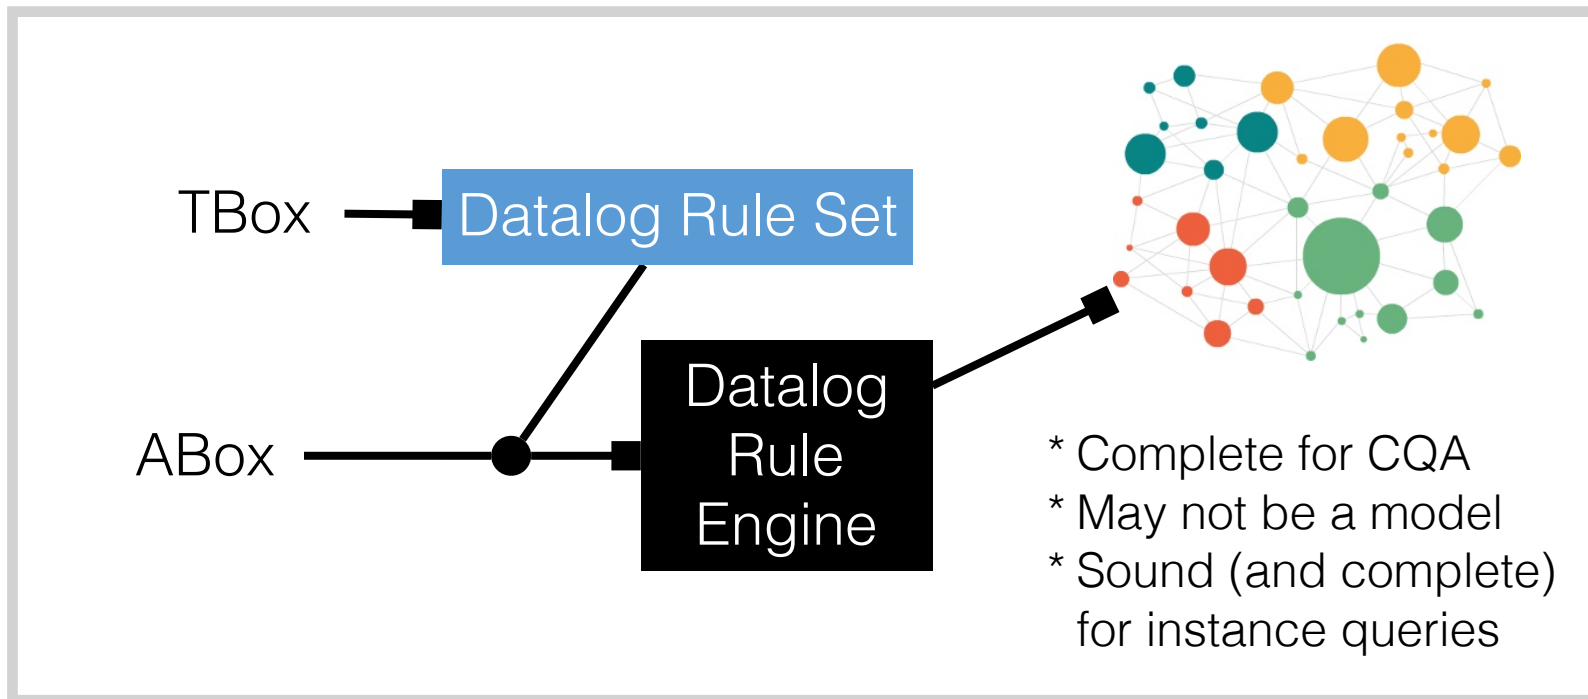 TBox
Datalog Rule Set
ABox
Datalog
Rule
Engine
* Complete for CQA
* May not be a model
* Sound (and complete)
for instance queries